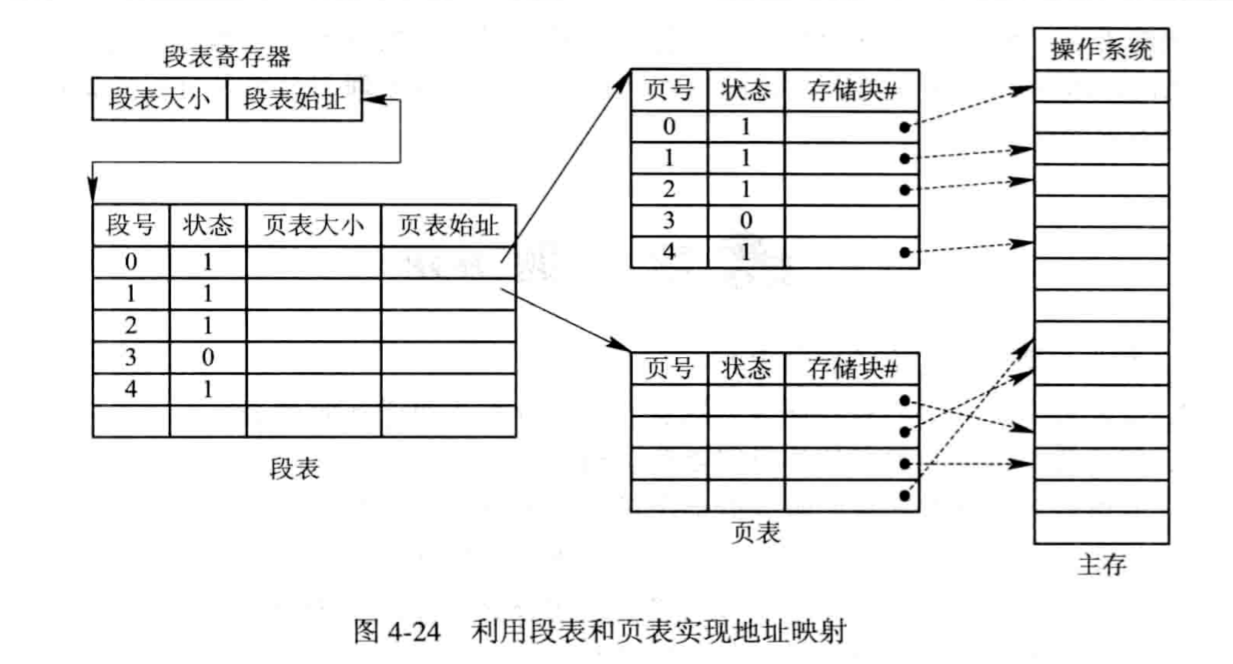 段表寄存器
段表大小 段表始址
段号 状态 页表大小 页表始址
0 1
1 1
2 1
3 0
4 1
段表
页号 状态 存储块#
0 1
1 1
2 1
3 0
4 1
页号 状态 存储块#
页表
操作系统
主存
图 4-24 利用段表和页表实现地址映射